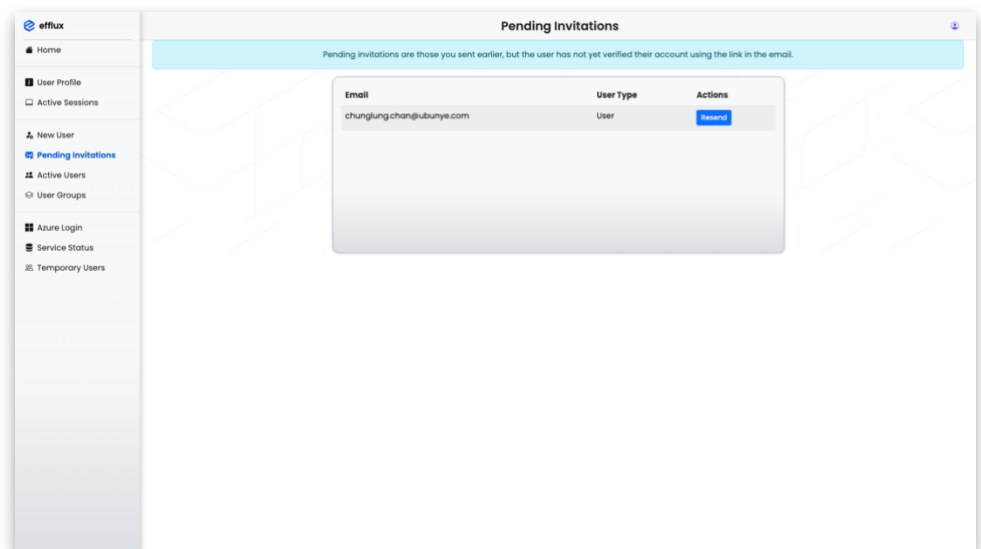 efflux
Pending Invitations
Home
Pending invitations are those you sent earlier, but the user has not yet verified their account using the link in the email.
User Profile
Active Sessions
New User
Pending Invitations
Active Users
User Groups
Azure Login
Service Status
Temporary Users
Email User Type Actions
chunglung.chan@ubunye.com User Resend